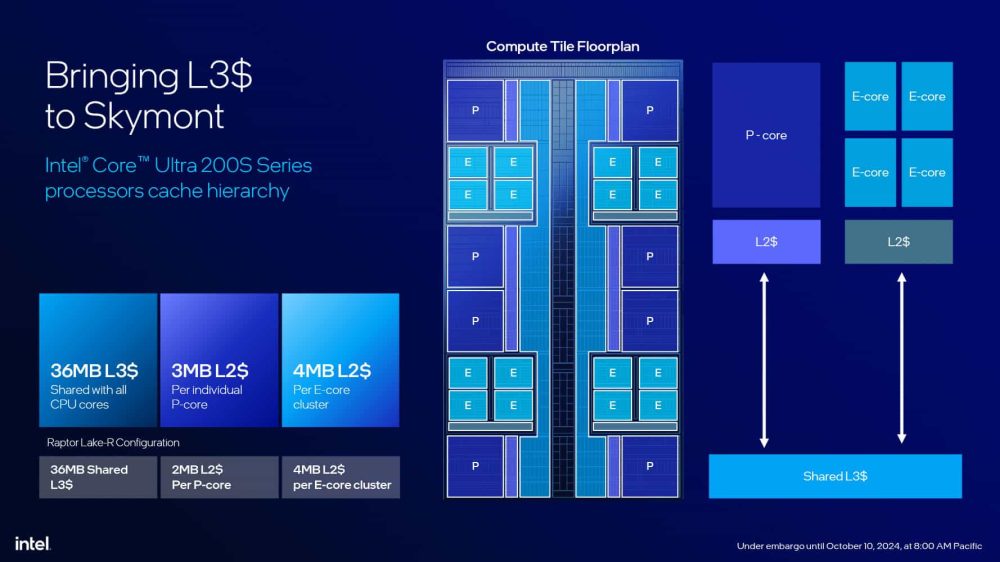 Bringing L3$
to Skymont
Intel® Core™ Ultra 200S Series
processors cache hierarchy
36MB L3$
Shared with all
CPU cores
3MB L2$
Per individual
P-core
4MB L2$
Per E-core
cluster
Raptor Lake-R Configuration
36MB Shared
L3$
2MB L2$
Per P-core
4MB L2$
per E-core cluster
Compute Tile Floorplan
P
P
E E
E E
E E
E E
P
P
P
P
E E
E E
E E
E E
P
P
P - core
E-core
E-core
E-core
E-core
L2$
L2$
Shared L3$
intel.
Under embargo until October 10, 2024, at 8:00 AM Pacific